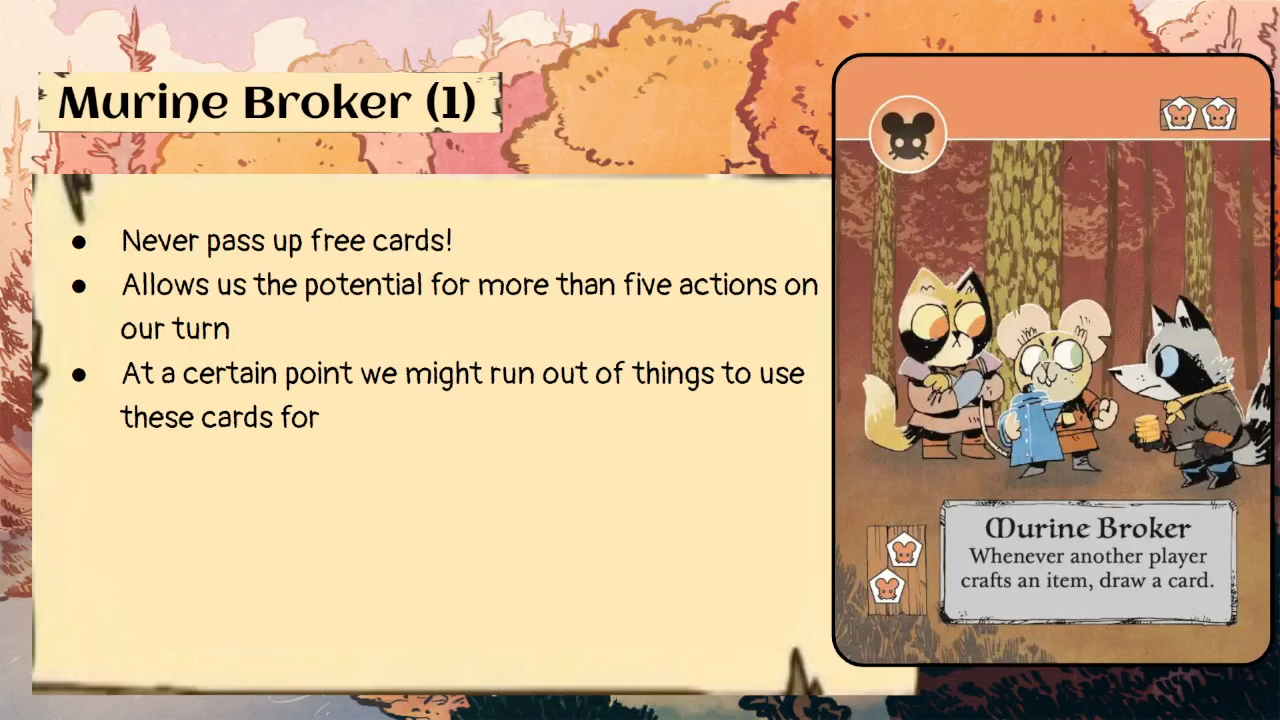 Murine Broker (1)
● Never pass up free cards!
● Allows us the potential for more than five actions on
our turn
● At a certain point we might run out of things to use
these cards for
Murine Broker
Whenever another player
crafts an item, draw a card.